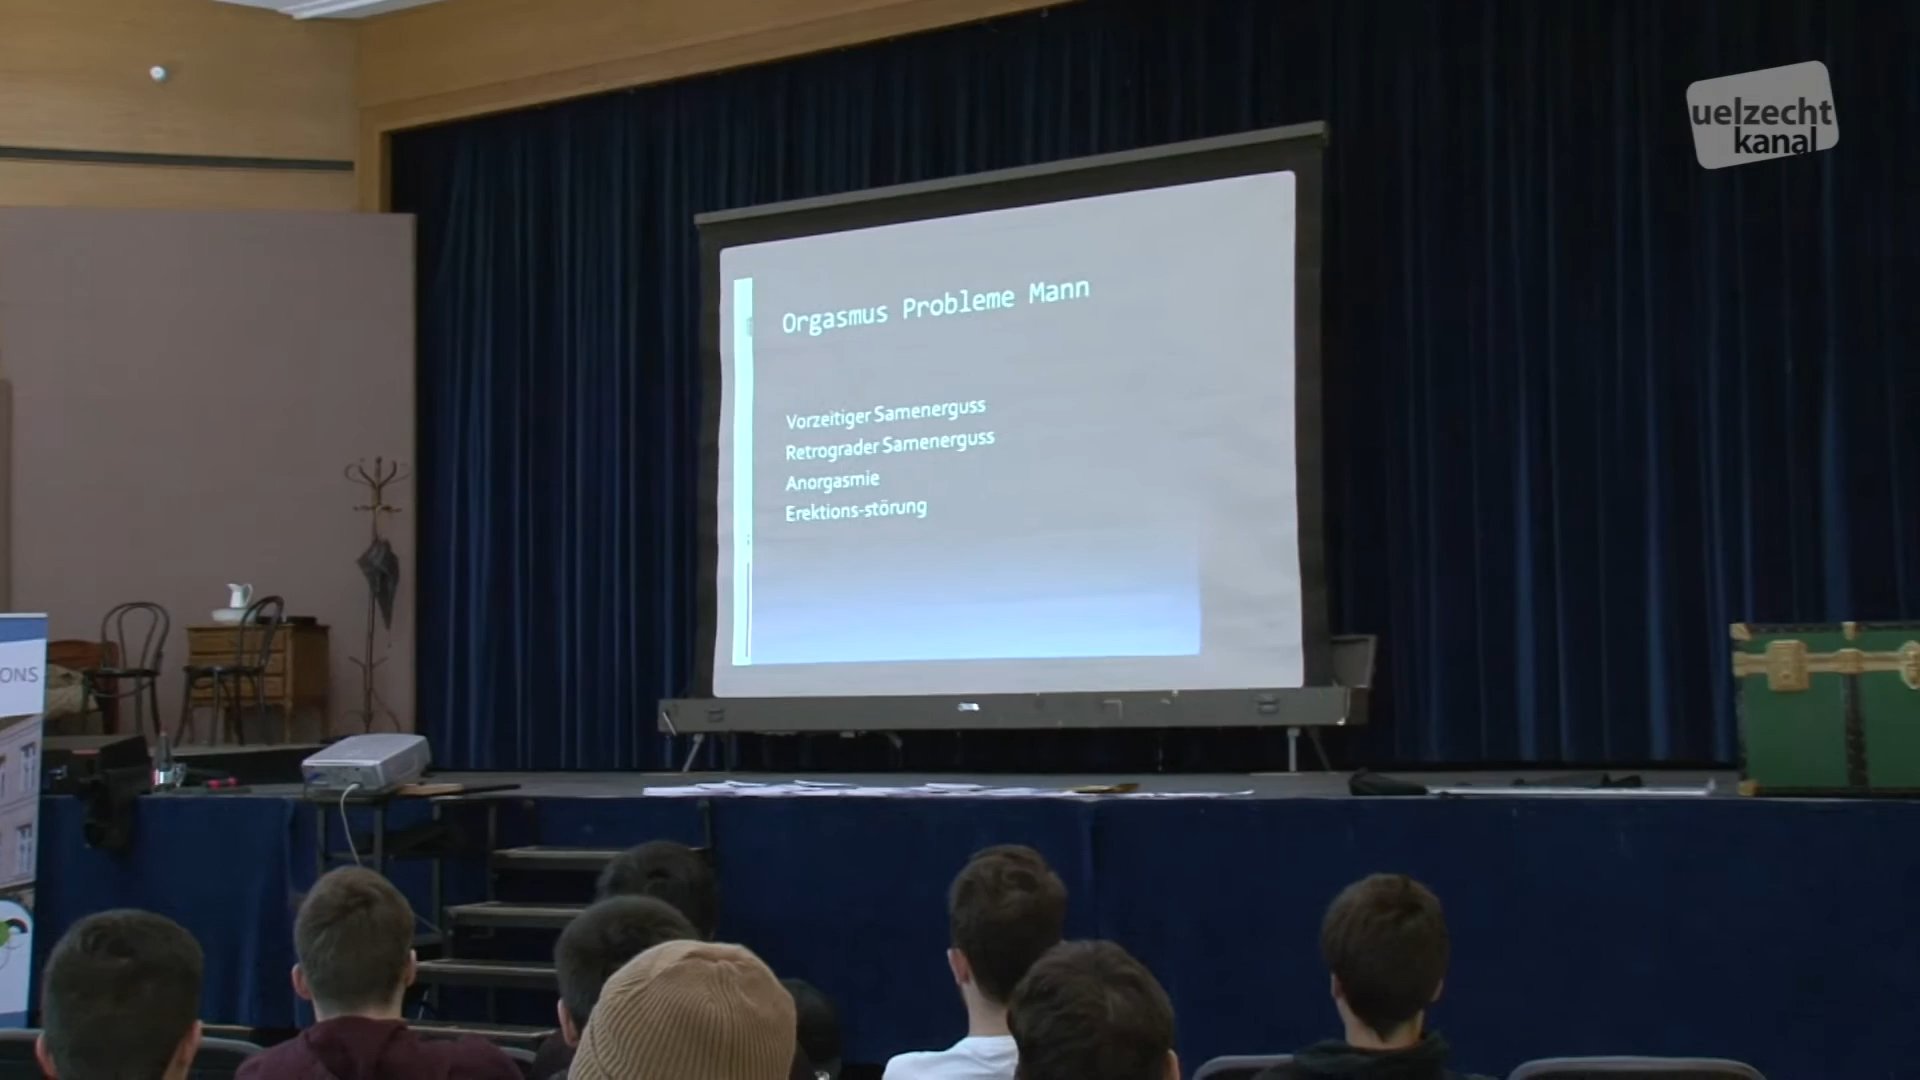 uelzecht
kanal
Orgasmus Probleme Mann
Vorzeitiger Samenerguss
Retrograder Samenerguss
Anorgasmie
Erektions-störung
ONS